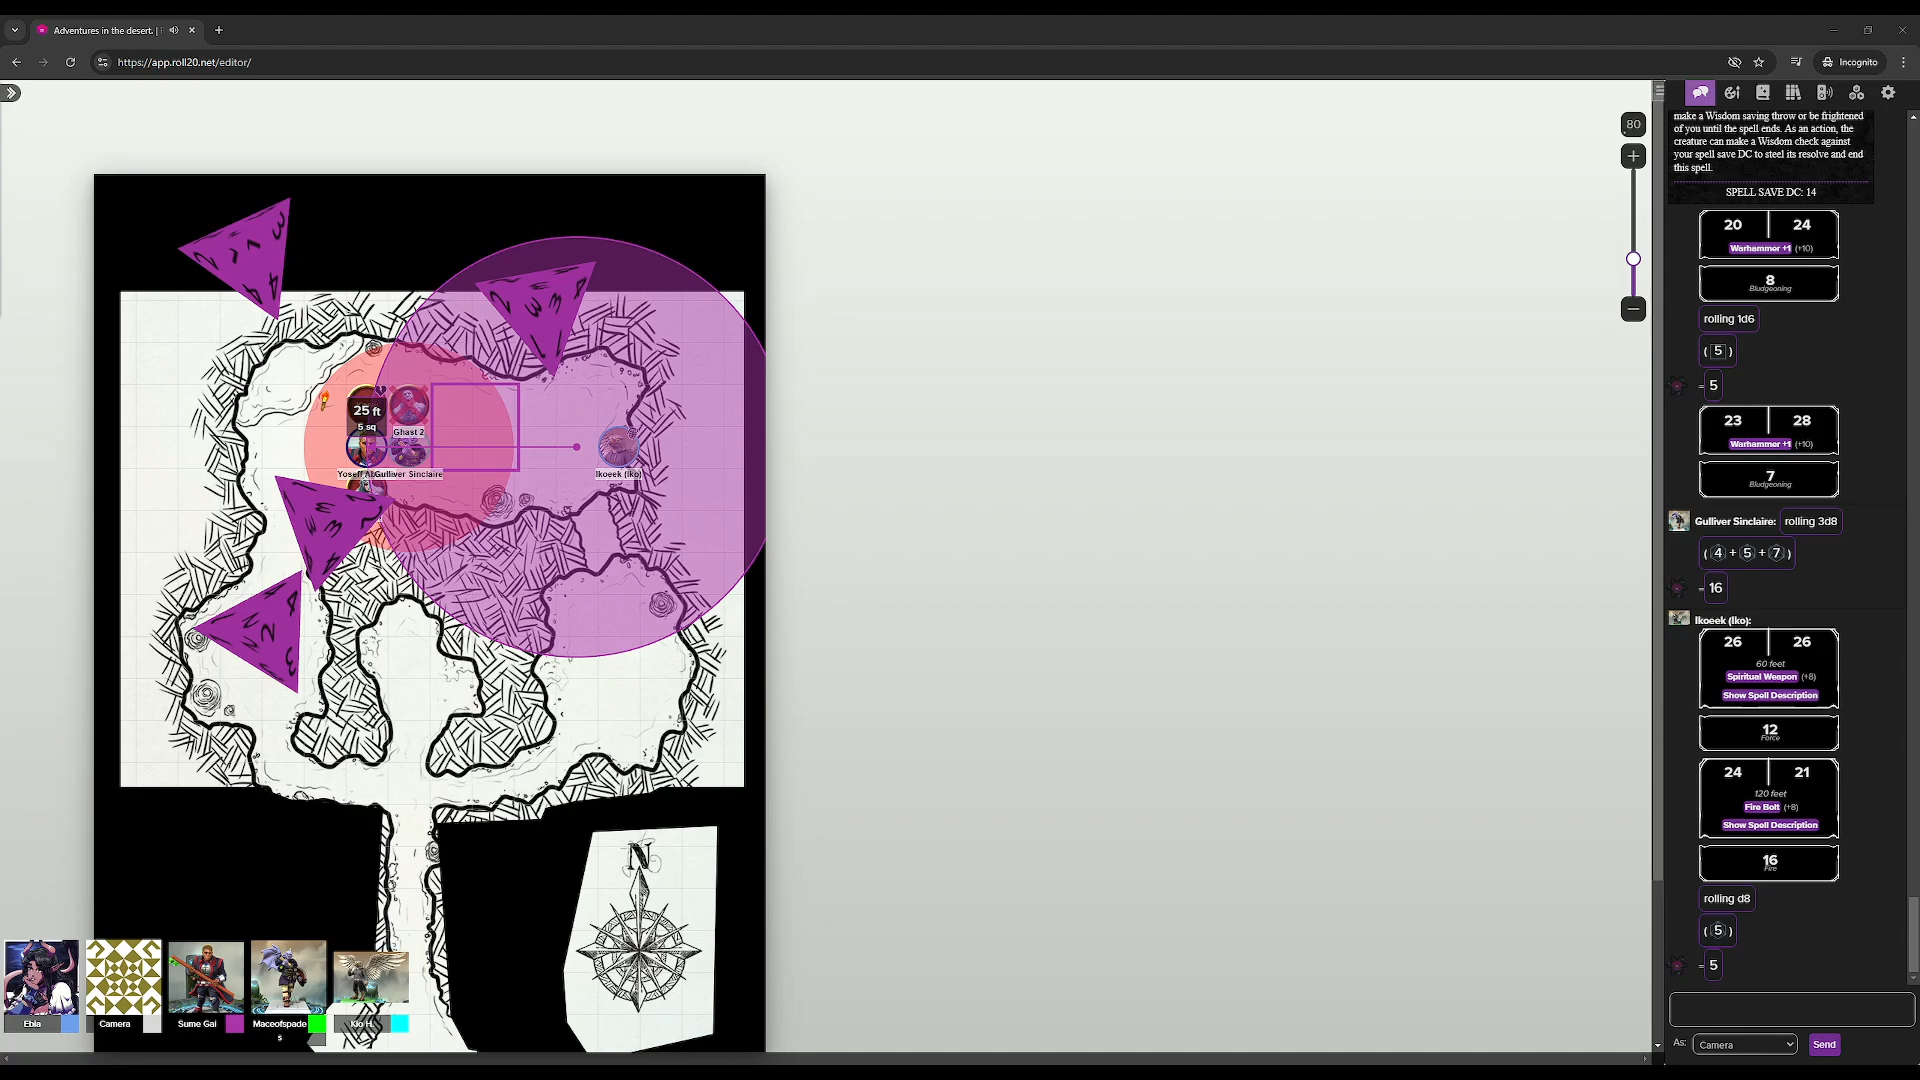 Adventures in the desert. |
https://app.roll20.net/editor/
Incognito
80
make a Wisdom saving throw or be frightened
of you until the spell ends. As an action, the
creature can make a Wisdom check against
your spell save DC to steel its resolve and end
this spell.
SPELL SAVE DC: 14
20 24
Warhammer +1 (+10)
8
Bludgeoning
rolling 1d6
(5)
=5
23 28
Warhammer +1 (+10)
7
Bludgeoning
Gulliver Sinclaire: rolling 3d8
(4+5+7)
=16
Ikoeek (Iko):
26 26
60 feet
Spiritual Weapon (+8)
Show Spell Description
12
Force
24 21
120 feet
Fire Bolt (+8)
Show Spell Description
16
Fire
rolling d8
(5)
=5
As: Camera Send
25 ft
5 sq
Ghast 2
Yoseff Gulliver Sinclaire
Ikoeek (Iko)
N
Ebia
Camera
Sume Gai
Maceofspades
Kio H.